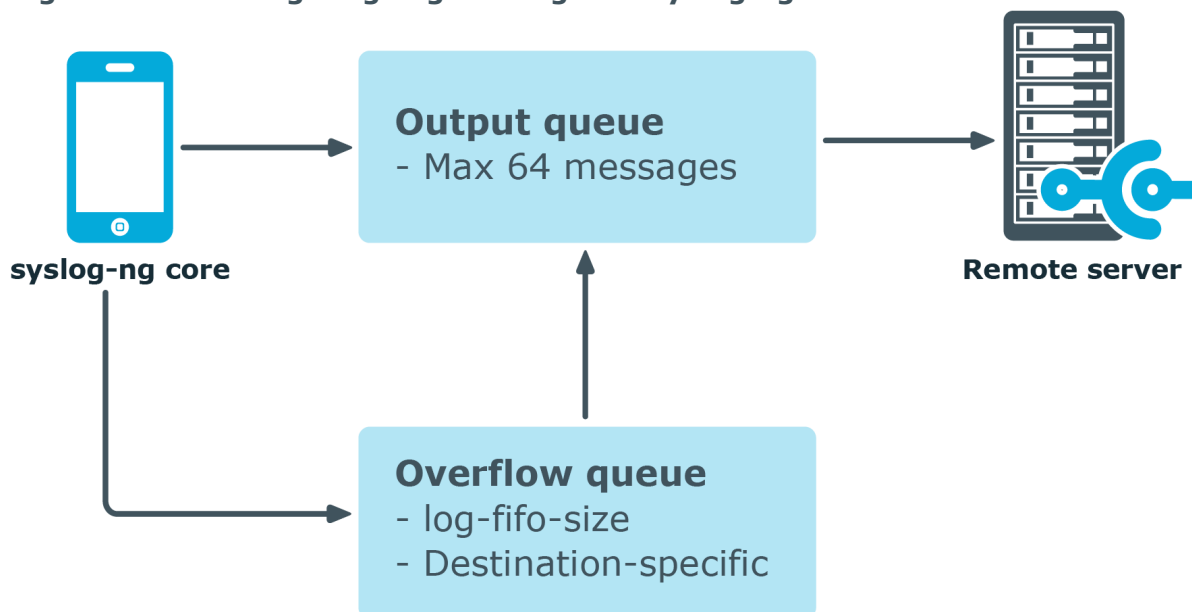 Output queue
- Max 64 messages
syslog-ng core
Remote server
Overflow queue
- log-fifo-size
- Destination-specific